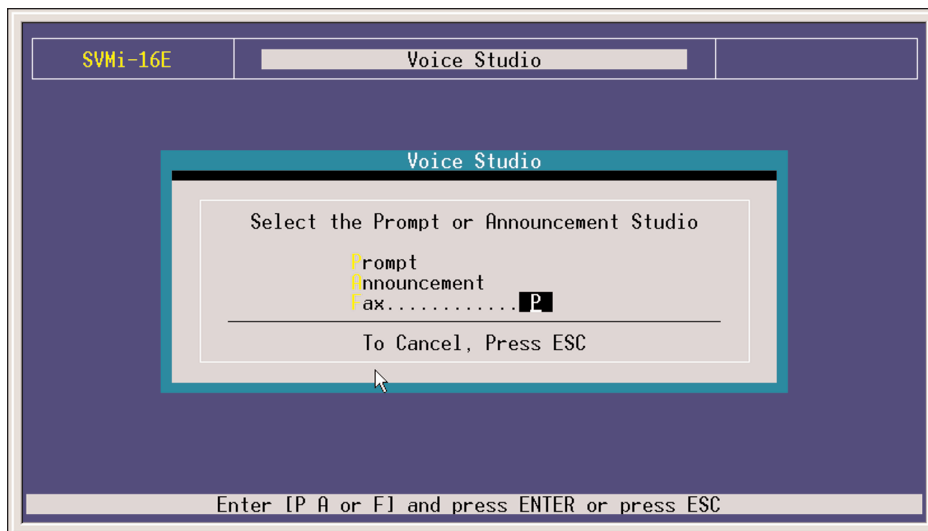 SVMi-16E
Voice Studio
Voice Studio
Select the Prompt or Announcement Studio
Prompt
Announcement
Fax............P
To Cancel, Press ESC
Enter [P A or F] and press ENTER or press ESC